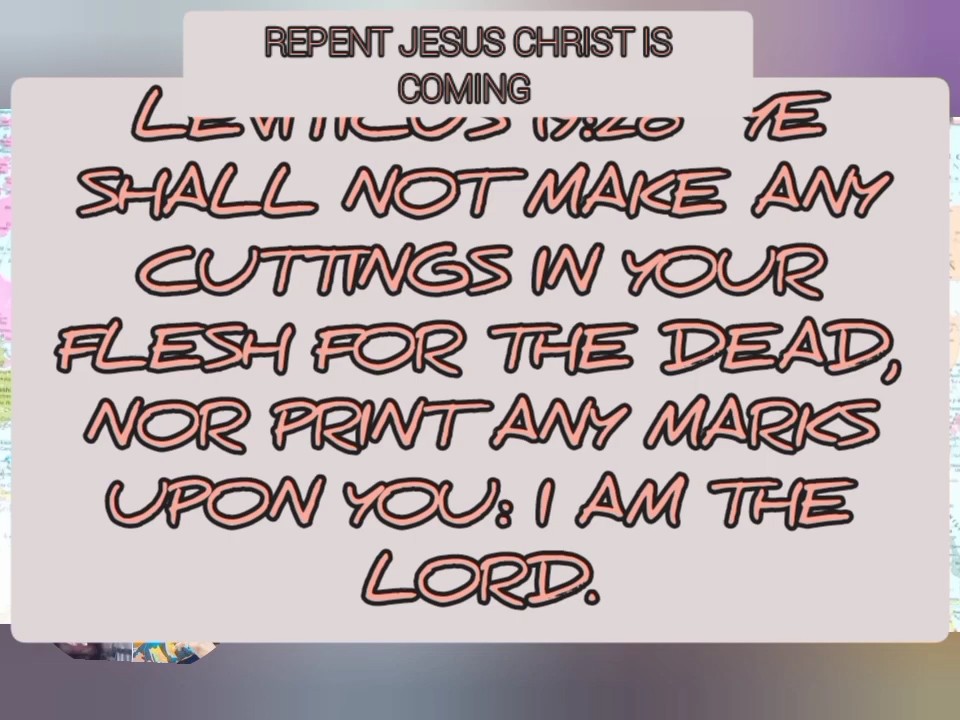 REPENT JESUS CHRIST IS
COMING
LEVITICUS 19:28 YE
SHALL NOT MAKE ANY
CUTTINGS IN YOUR
FLESH FOR THE DEAD,
NOR PRINT ANY MARKS
UPON YOU: I AM THE
LORD.